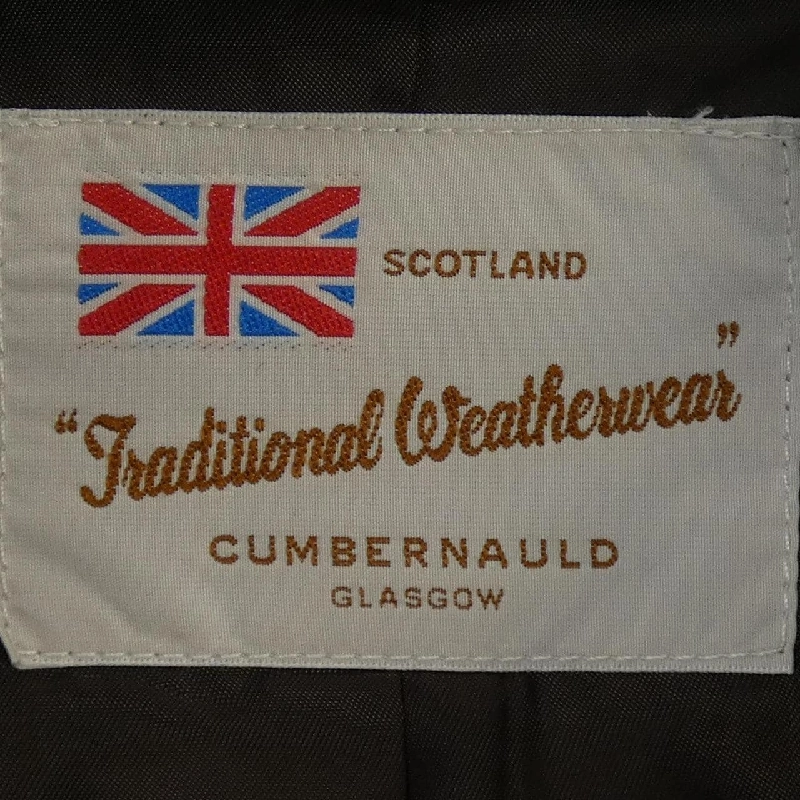 SCOTLAND
“Traditional Weatherwear”
CUMBERNAULD
GLASGOW